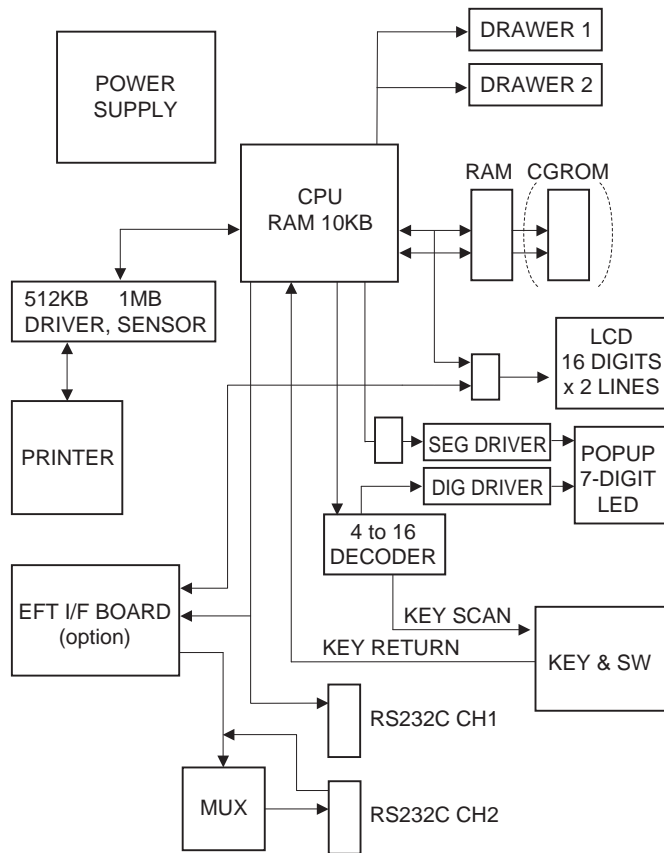 DRAWER 1
POWER
SUPPLY
DRAWER 2
CPU
RAM 10KB
RAM
CGROM
512KB 1MB
DRIVER, SENSOR
LCD
16 DIGITS
x 2 LINES
PRINTER
SEG DRIVER
DIG DRIVER
POPUP
7-DIGIT
LED
4 to 16
DECODER
EFT I/F BOARD
(option)
KEY SCAN
KEY RETURN
KEY & SW
RS232C CH1
MUX
RS232C CH2